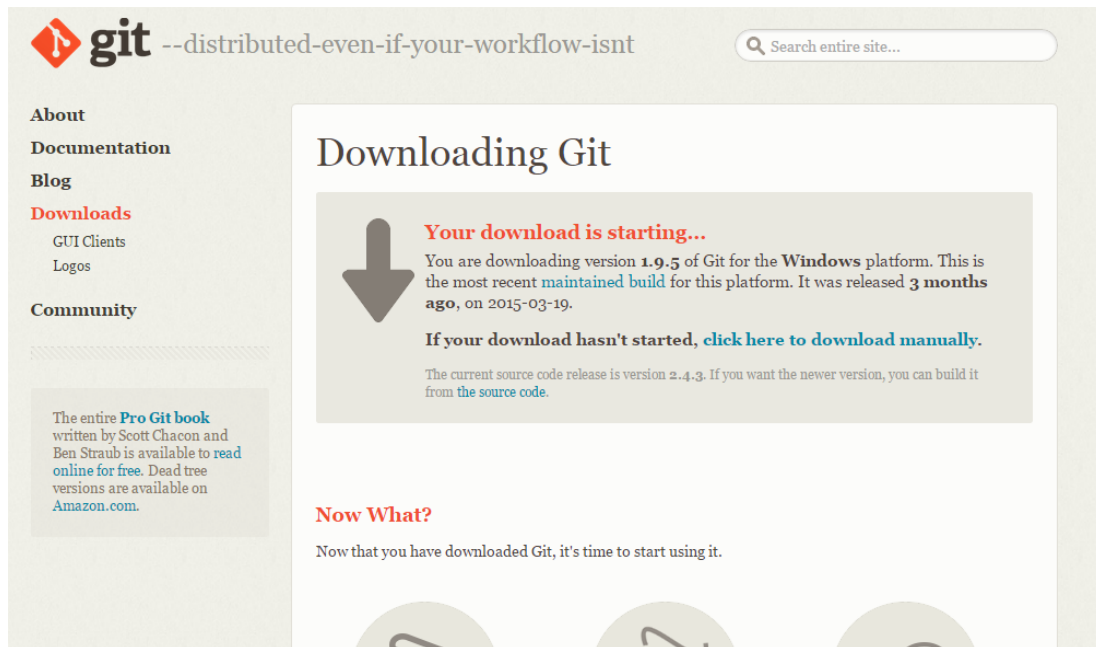 git --distributed-even-if-your-workflow-isnt
Search entire site...
About
Documentation
Blog
Downloads
GUI Clients
Logos
Community
The entire Pro Git book
written by Scott Chacon and
Ben Straub is available to read
online for free. Dead tree
versions are available on
Amazon.com.
Downloading Git
Your download is starting...
You are downloading version 1.9.5 of Git for the Windows platform. This is
the most recent maintained build for this platform. It was released 3 months
ago, on 2015-03-19.
If your download hasn't started, click here to download manually.
The current source code release is version 2.4.3. If you want the newer version, you can build it
from the source code.
Now What?
Now that you have downloaded Git, it's time to start using it.